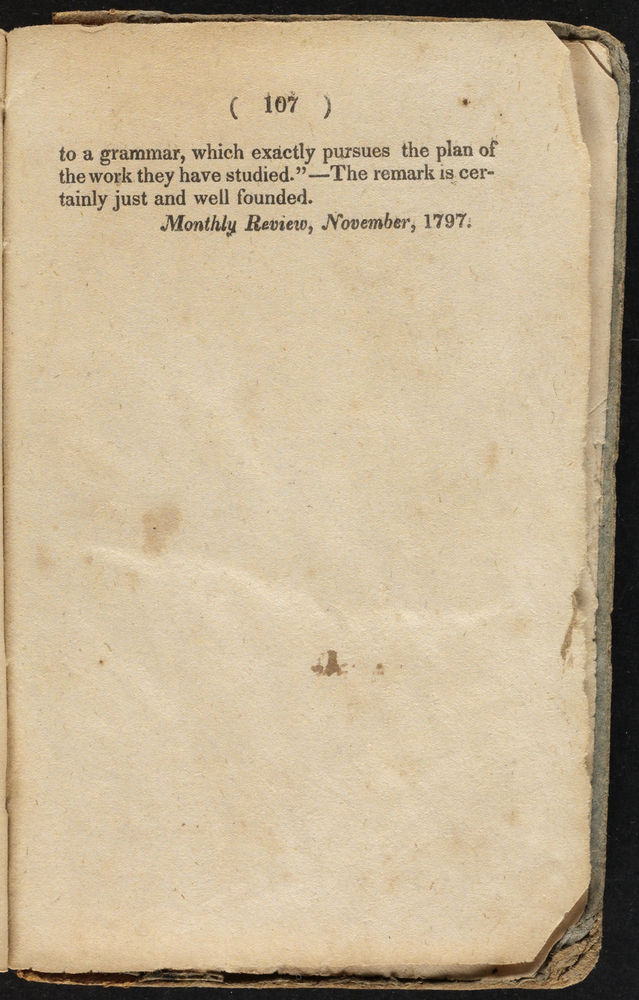 ( 107 )
to a grammar, which exactly pursues the plan of
the work they have studied.”—The remark is cer-
tainly just and well founded.
Monthly Review, November, 1797.